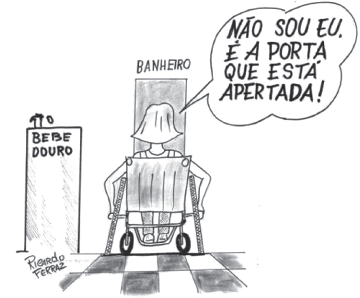 NÃO SOU EU.
É A PORTA
QUE ESTÁ
APERTADA!
BANHEIRO
BEBE
DOURO
RICARDO
FERRAZ